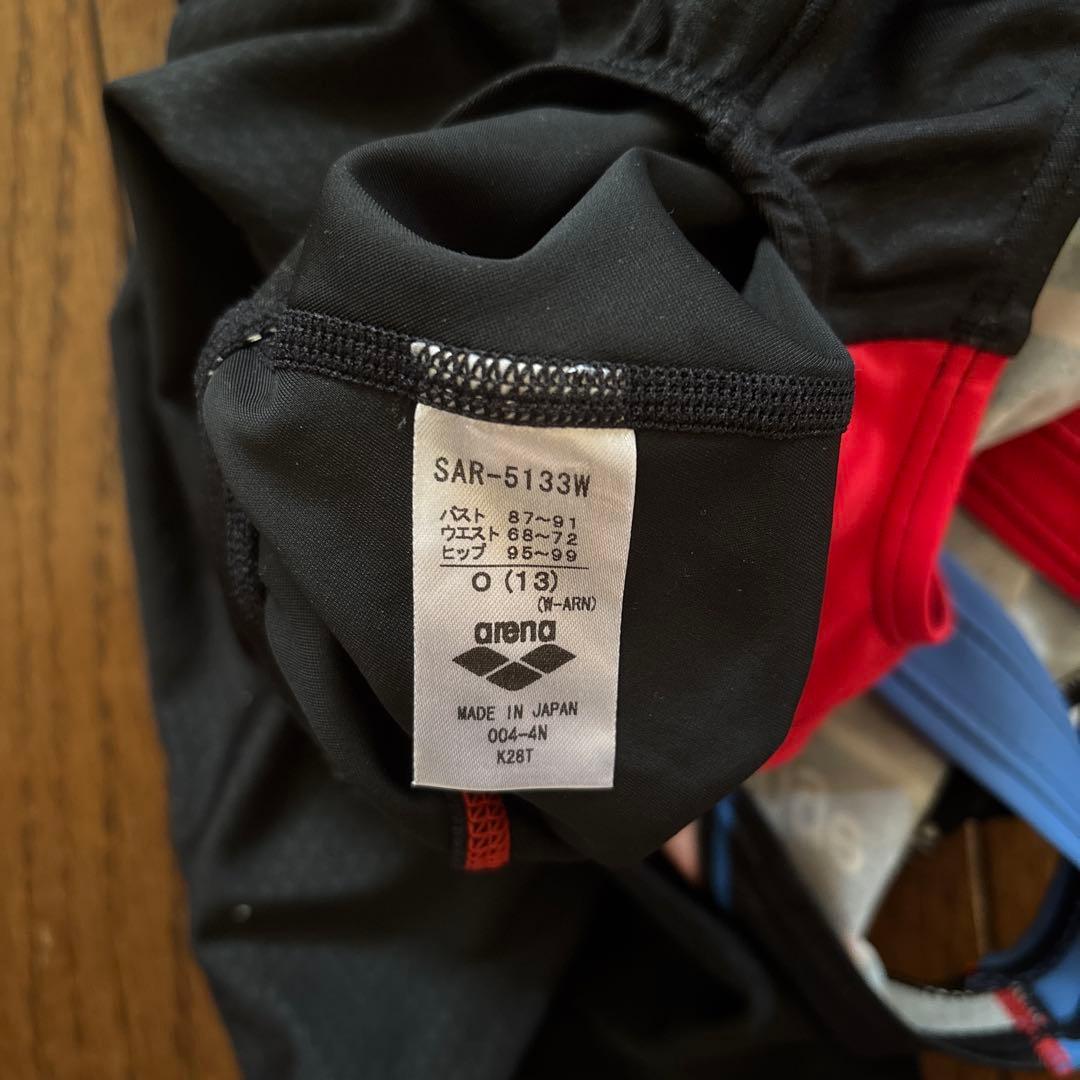 SAR-5133W
バスト 87～91
ウエスト 68～72
ヒップ 95～99
O (13)
(W-ARN)
arena
MADE IN JAPAN
004-4N
K28T